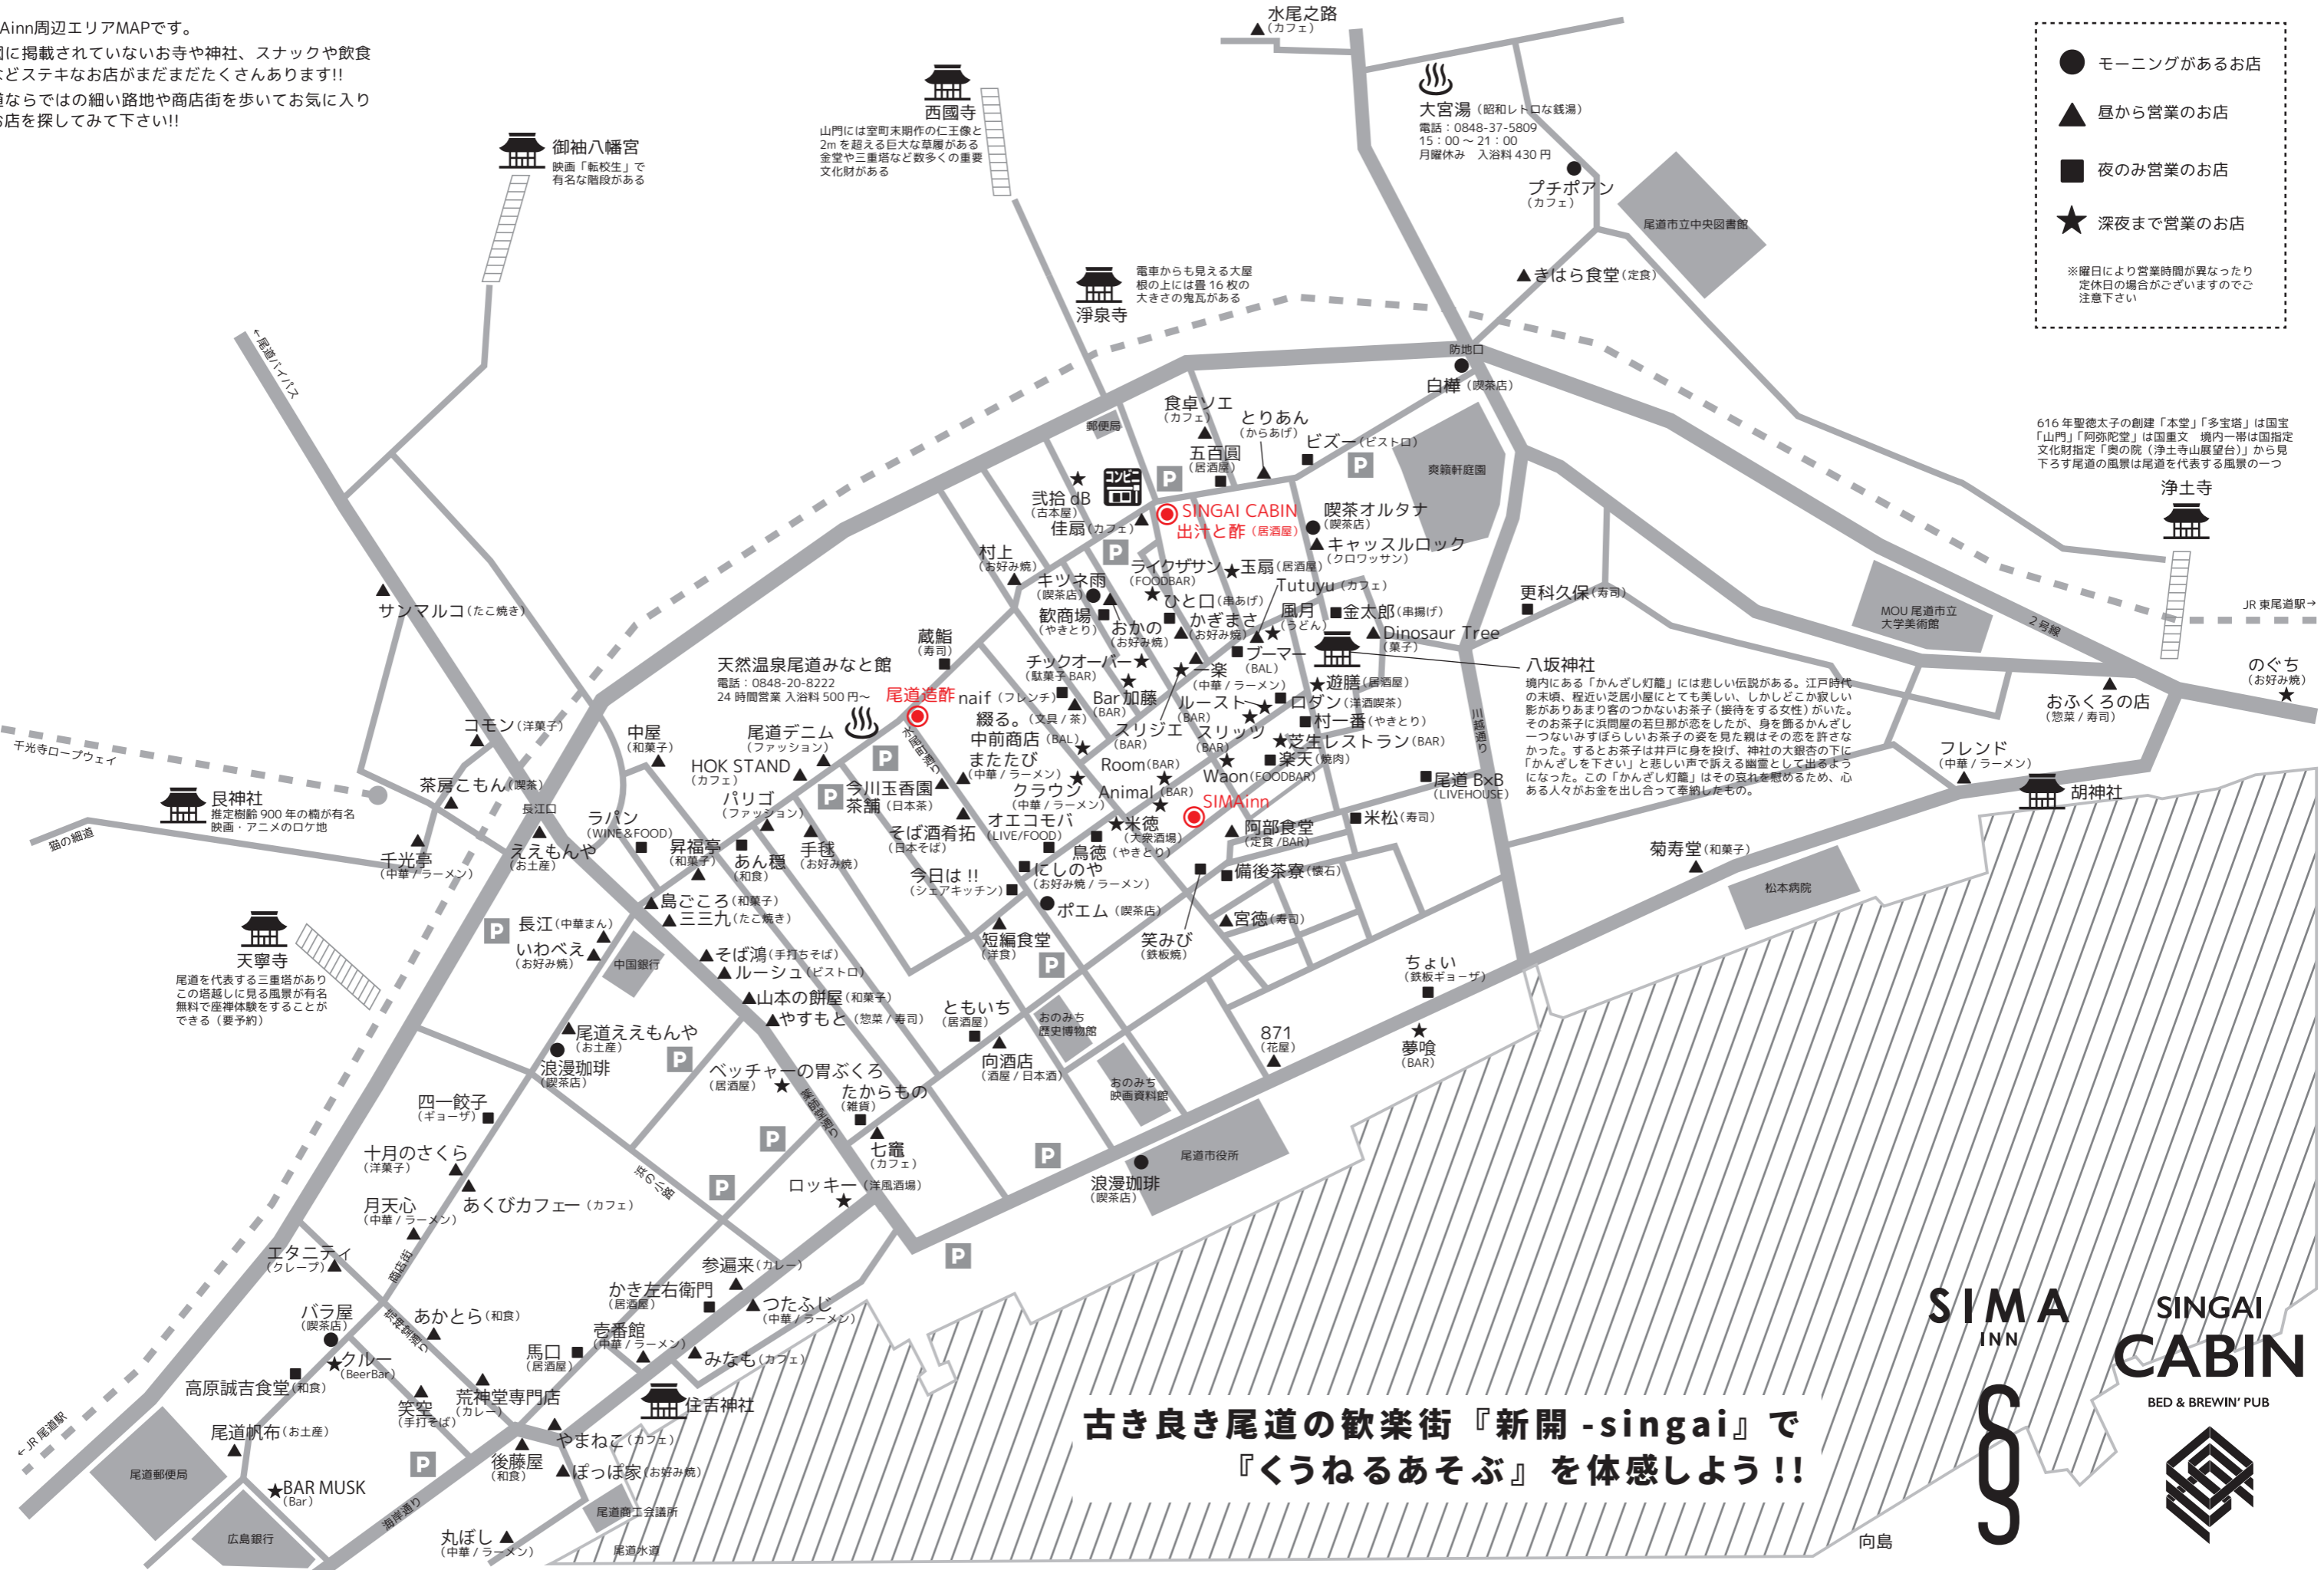 Ainn周辺エリアMAPです。
に掲載されていないお寺や神社、スナックや飲食
などステキなお店がまだまだたくさんあります!!
ならではの細い路地や商店街を歩いてお気に入り
お店を探してみて下さい!!
水尾之路
(カフェ)
モーニングがあるお店
昼から営業のお店
夜のみ営業のお店
深夜まで営業のお店
※曜日により営業時間が異なったり
定休日の場合がございますのでご
注意下さい
御袖八幡宮
映画「転校生」で
有名な階段がある
西國寺
山門には室町末期作の仁王像と
2mを超える巨大な草履がある
金堂や三重塔など数多くの重要
文化財がある
大宮湯(昭和レトロな銭湯)
電話:0848-37-5809
15:00～21:00
月曜休み 入浴料430円
プチポアン
(カフェ)
尾道市立中央図書館
きはら食堂(定食)
浄泉寺
電車からも見える大屋
根の上には畳16枚の
大きさの鬼瓦がある
←尾道バイパス
防地口
白樺(喫茶店)
616年聖徳太子の創建「本堂」「多宝塔」は国宝
「山門」「阿弥陀堂」は国重文 境内一帯は国指定
文化財指定「奥の院(浄土寺山展望台)」から見
下ろす尾道の風景は尾道を代表する風景の一つ
浄土寺
郵便局
食卓ソエ
(カフェ)
とりあん
(からあげ)
ビズー(ビストロ)
五百圓
(居酒屋)
P
P
爽籟軒庭園
コンビニ
弐拾dB
(古本屋)
佳扇(カフェ)
SINGAI CABIN
出汁と酢(居酒屋)
喫茶オルタナ
(喫茶店)
キャッスルロック
(クロワッサン)
P
村上
(お好み焼)
キツネ雨
(喫茶店)
ライクザサン
(FOODBAR)
玉扇(居酒屋)
Tutuyu(カフェ)
ひと口(串あげ)
歓商場
(やきとり)
おかの
(お好み焼)
かぎまさ
(お好み焼)
風月
(うどん)
金太郎(串揚げ)
Dinosaur Tree
(菓子)
更科久保(寿司)
MOU尾道市立
大学美術館
2号線
JR東尾道駅→
サンマルコ(たこ焼き)
蔵鮨
(寿司)
天然温泉尾道みなと館
電話:0848-20-8222
24時間営業 入浴料500円～
尾道造酢
naif(フレンチ)
チックオーバー
(駄菓子BAR)
Bar加藤
(BAR)
一楽
(中華/ラーメン)
ブーマー
(BAL)
遊膳(居酒屋)
ルースト
(BAR)
ロダン(洋酒喫茶)
村一番(やきとり)
八坂神社
境内にある「かんざし灯籠」には悲しい伝説がある。江戸時代
の末頃、程近い芝居小屋にとても美しい、しかしどこか寂しい
影がありあまり客のつかないお茶子(接待をする女性)がいた。
そのお茶子に浜問屋の若旦那が恋をしたが、身を飾るかんざし
一つないみすぼらしいお茶子の姿を見た親はその恋を許さな
かった。するとお茶子は井戸に身を投げ、神社の大銀杏の下に
「かんざしを下さい」と悲しい声で訴える幽霊として出るよう
になった。この「かんざし灯籠」はその哀れを慰めるため、心
ある人々がお金を出し合って奉納したもの。
おふくろの店
(惣菜/寿司)
のぐち
(お好み焼)
コモン(洋菓子)
中屋
(和菓子)
尾道デニム
(ファッション)
HOK STAND
(カフェ)
P
水尾町通り
綴る。(文具/茶)
中前商店(BAL)
またたび
(中華/ラーメン)
スリジエ
(BAR)
スリッツ
(BAR)
芝生レストラン(BAR)
楽天(焼肉)
川越通り
フレンド
(中華/ラーメン)
胡神社
千光寺ロープウェイ
茶房こもん(喫茶)
艮神社
推定樹齢900年の楠が有名
映画・アニメのロケ地
長江口
パリゴ
(ファッション)
P
今川玉香園
茶舗(日本茶)
クラウン
(中華/ラーメン)
Room(BAR)
Waon(FOODBAR)
Animal(BAR)
SIMAinn
尾道B×B
(LIVEHOUSE)
米松(寿司)
猫の細道
千光亭
(中華/ラーメン)
ええもんや
(お土産)
ラパン
(WINE&FOOD)
昇福亭
(和菓子)
あん穏
(和食)
手毬
(お好み焼)
そば酒肴拓
(日本そば)
オエコモバ
(LIVE/FOOD)
米徳
(大衆酒場)
鳥徳(やきとり)
阿部食堂
(定食/BAR)
備後茶寮(懐石)
今日は!!
(シェアキッチン)
にしのや
(お好み焼/ラーメン)
菊寿堂(和菓子)
松本病院
島ごころ(和菓子)
三三九(たこ焼き)
ポエム(喫茶店)
宮徳(寿司)
笑みび
(鉄板焼)
天寧寺
尾道を代表する三重塔があり
この塔越しに見る風景が有名
無料で座禅体験をすることが
できる(要予約)
P
長江(中華まん)
いわべえ
(お好み焼)
中国銀行
そば鴻(手打ちそば)
ルーシュ(ビストロ)
山本の餅屋(和菓子)
やすもと(惣菜/寿司)
短編食堂
(洋食)
P
ちょい
(鉄板ギョーザ)
尾道ええもんや
(お土産)
浪漫珈琲
(喫茶店)
P
ともいち
(居酒屋)
向酒店
(酒屋/日本酒)
おのみち
歴史博物館
おのみち
映画資料館
871
(花屋)
夢喰
(BAR)
四一餃子
(ギョーザ)
ベッチャーの胃ぶくろ
(居酒屋)
たからもの
(雑貨)
七竈
(カフェ)
P
P
尾道市役所
浪漫珈琲
(喫茶店)
十月のさくら
(洋菓子)
あくびカフェー(カフェ)
浜の小路
P
ロッキー(洋風酒場)
月天心
(中華/ラーメン)
P
エタニティ
(クレープ)
商店街
参遍来(カレー)
かき左右衛門
(居酒屋)
つたふじ
(中華/ラーメン)
バラ屋
(喫茶店)
あかとら(和食)
壱番館
(中華/ラーメン)
馬口
(居酒屋)
みなも(カフェ)
クルー
(BeerBar)
高原誠吉食堂(和食)
笑空
(手打そば)
荒神堂専門店
(カレー)
住吉神社
尾道帆布(お土産)
やまねこ(カフェ)
後藤屋
(和食)
ぽっぽ家(お好み焼)
P
←JR尾道駅
尾道郵便局
BAR MUSK
(Bar)
広島銀行
海岸通り
丸ぼし
(中華/ラーメン)
尾道商工会議所
尾道水道
向島
古き良き尾道の歓楽街『新開-singai』で
『くうねるあそぶ』を体感しよう!!
SIMA
INN
SINGAI
CABIN
BED & BREWIN' PUB